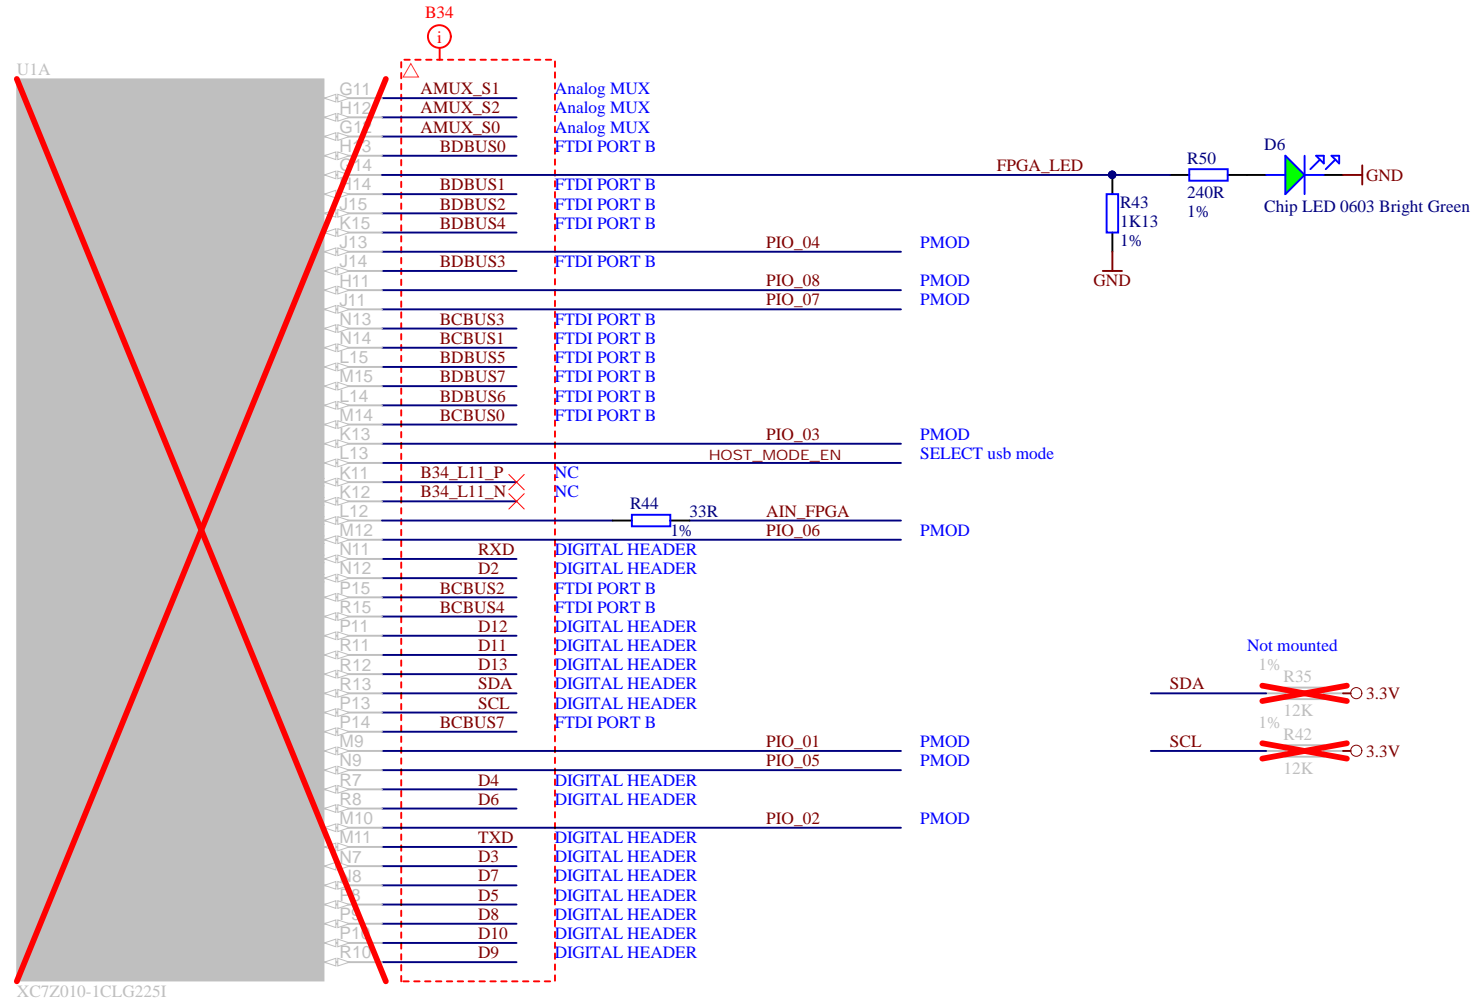 B34
i
U1A
G11 AMUX_S1 Analog MUX
H12 AMUX_S2 Analog MUX
G12 AMUX_S0 Analog MUX
H13 BDBUS0 FTDI PORT B
G14 FPGA_LED
H14 BDBUS1 FTDI PORT B
J15 BDBUS2 FTDI PORT B
K15 BDBUS4 FTDI PORT B
J13 PIO_04 PMOD
J14 BDBUS3 FTDI PORT B
H11 PIO_08 PMOD
J11 PIO_07 PMOD
N13 BCBUS3 FTDI PORT B
N14 BCBUS1 FTDI PORT B
L15 BDBUS5 FTDI PORT B
M15 BDBUS7 FTDI PORT B
L14 BDBUS6 FTDI PORT B
M14 BCBUS0 FTDI PORT B
K13 PIO_03 PMOD
L13 HOST_MODE_EN SELECT usb mode
K11 B34_L11_P NC
K12 B34_L11_N NC
L12 R44 33R 1% AIN_FPGA
M12 PIO_06 PMOD
N11 RXD DIGITAL HEADER
N12 D2 DIGITAL HEADER
P15 BCBUS2 FTDI PORT B
R15 BCBUS4 FTDI PORT B
P11 D12 DIGITAL HEADER
R11 D11 DIGITAL HEADER
R12 D13 DIGITAL HEADER
R13 SDA DIGITAL HEADER
P13 SCL DIGITAL HEADER
P14 BCBUS7 FTDI PORT B
M9 PIO_01 PMOD
N9 PIO_05 PMOD
R7 D4 DIGITAL HEADER
R8 D6 DIGITAL HEADER
M10 PIO_02 PMOD
M11 TXD DIGITAL HEADER
N7 D3 DIGITAL HEADER
D7 DIGITAL HEADER
D5 DIGITAL HEADER
P9 D8 DIGITAL HEADER
P10 D10 DIGITAL HEADER
R10 D9 DIGITAL HEADER
XC7Z010-1CLG225I
R50
240R
1%
D6
GND
Chip LED 0603 Bright Green
R43
1K13
1%
GND
Not mounted
1%
R35
SDA 3.3V
12K
1%
R42
SCL 3.3V
12K